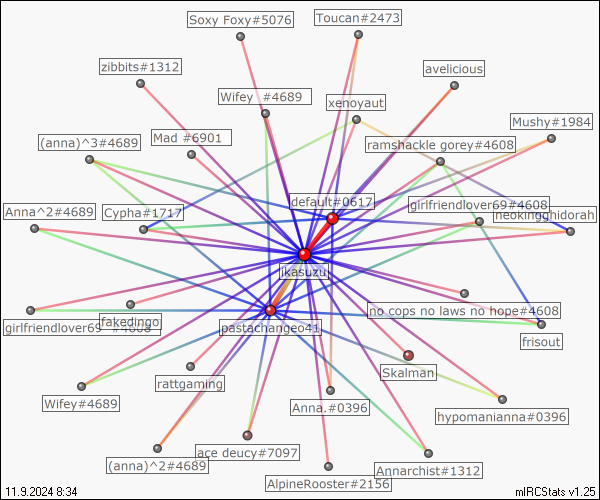 Soxy Foxy#5076
Toucan#2473
zibbits#1312
avelicious
Wifey #4689
xenoyaut
Mushy#1984
(anna)^3#4689
Mad #6901
ramshackle gorey#4608
default#0617
girlfriendlover69#4608
Anna^2#4689
Cypha#1717
neokingghidorah
jkasuzu
no cops no laws no hope#4608
fakedingo
girlfriendlover69
pastachangeo41
frisout
Skalman
rattgaming
Wifey#4689
Anna.#0396
hypomanianna#0396
ace deucy#7097
(anna)^2#4689
Annarchist#1312
AlpineRooster#2156
11.9.2024 8:34
mIRCStats v1.25